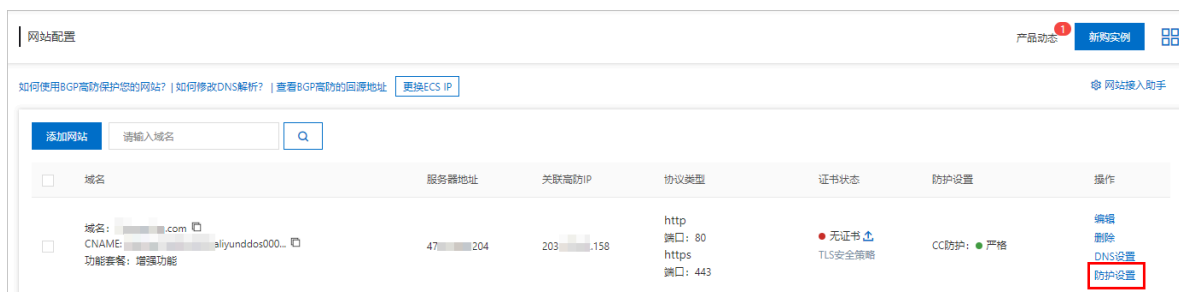 网站配置
产品动态 1 新购实例
如何使用BGP高防保护您的网站? | 如何修改DNS解析? | 查看BGP高防的回源地址 更换ECS IP 网站接入助手
添加网站 请输入域名
域名 服务器地址 关联高防IP 协议类型 证书状态 防护设置 操作
域名: .com
CNAME: aliyunddos000...
功能套餐: 增强功能
47 204
203 .158
http
端口: 80
https
端口: 443
无证书
TLS安全策略
CC防护: 严格
编辑
删除
DNS设置
防护设置